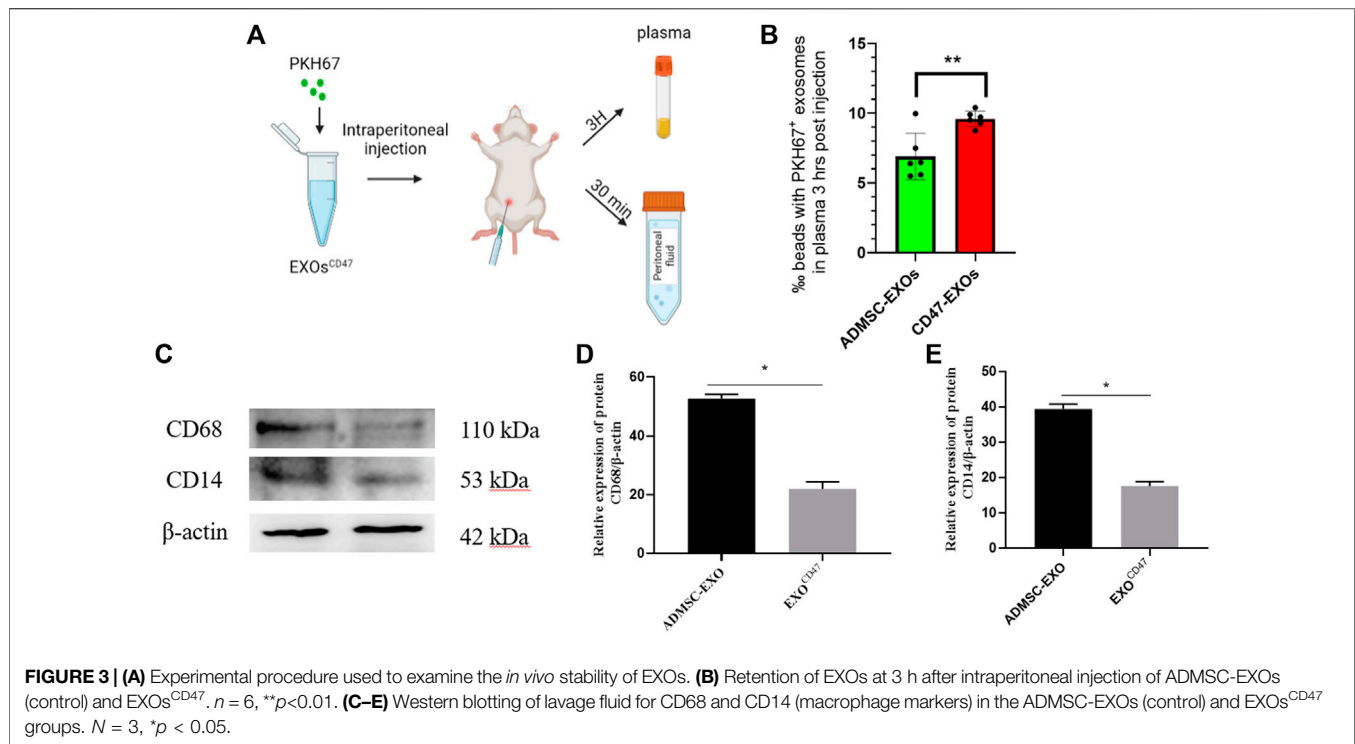 A
PKH67
EXOs^CD47
Intraperitoneal
injection
3H
30 min
plasma
Peritoneal
fluid
B
‰ beads with PKH67+ exosomes
in plasma 3 hrs post injection
15
10
5
0
**
ADMSC-EXOs
CD47-EXOs
C
CD68
110 kDa
CD14
53 kDa
β-actin
42 kDa
D
Relative expression of protein
CD68/β-actin
60
40
20
0
*
ADMSC-EXO
EXO^CD47
E
Relative expression of protein
CD14/β-actin
50
40
30
20
10
0
*
ADMSC-EXO
EXO^CD47
FIGURE 3 | (A) Experimental procedure used to examine the in vivo stability of EXOs. (B) Retention of EXOs at 3 h after intraperitoneal injection of ADMSC-EXOs
(control) and EXOs^CD47. n = 6, **p<0.01. (C–E) Western blotting of lavage fluid for CD68 and CD14 (macrophage markers) in the ADMSC-EXOs (control) and EXOs^CD47
groups. N = 3, *p < 0.05.